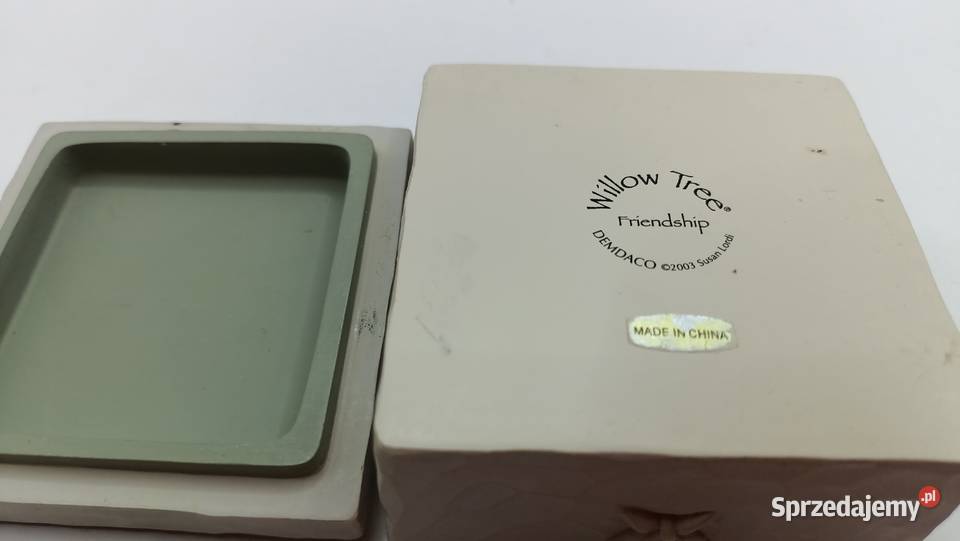 Willow Tree®
Friendship
DEMDACO ©2003 Susan Lordi
MADE IN CHINA
Sprzedajemy.pl